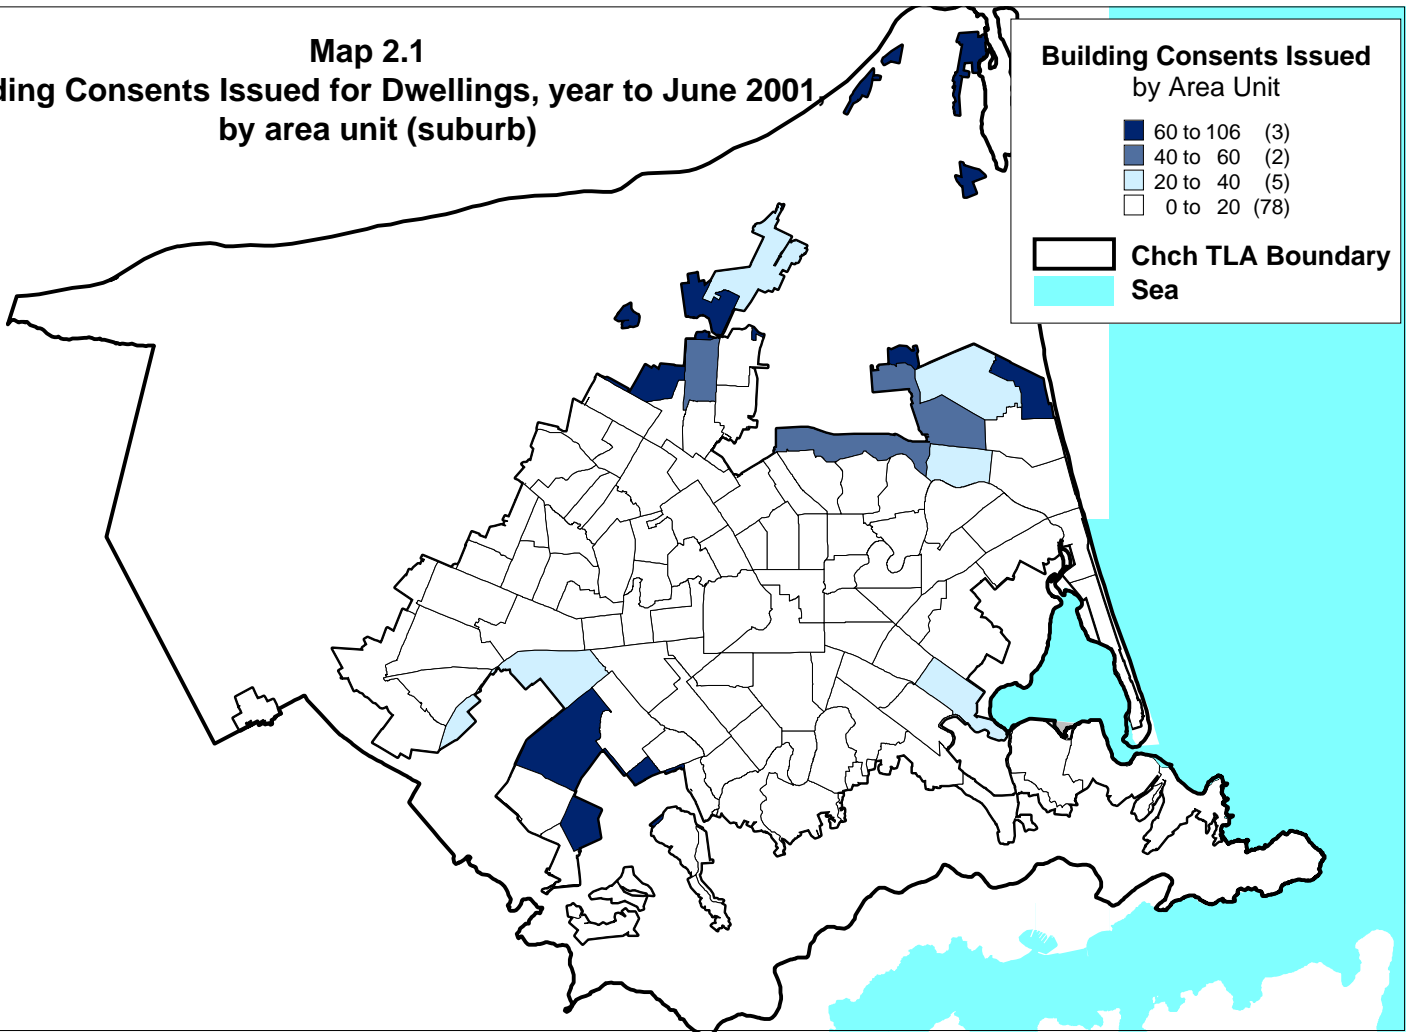 Map 2.1
ding Consents Issued for Dwellings, year to June 2001,
by area unit (suburb)
Building Consents Issued
by Area Unit
60 to 106 (3)
40 to 60 (2)
20 to 40 (5)
0 to 20 (78)
Chch TLA Boundary
Sea